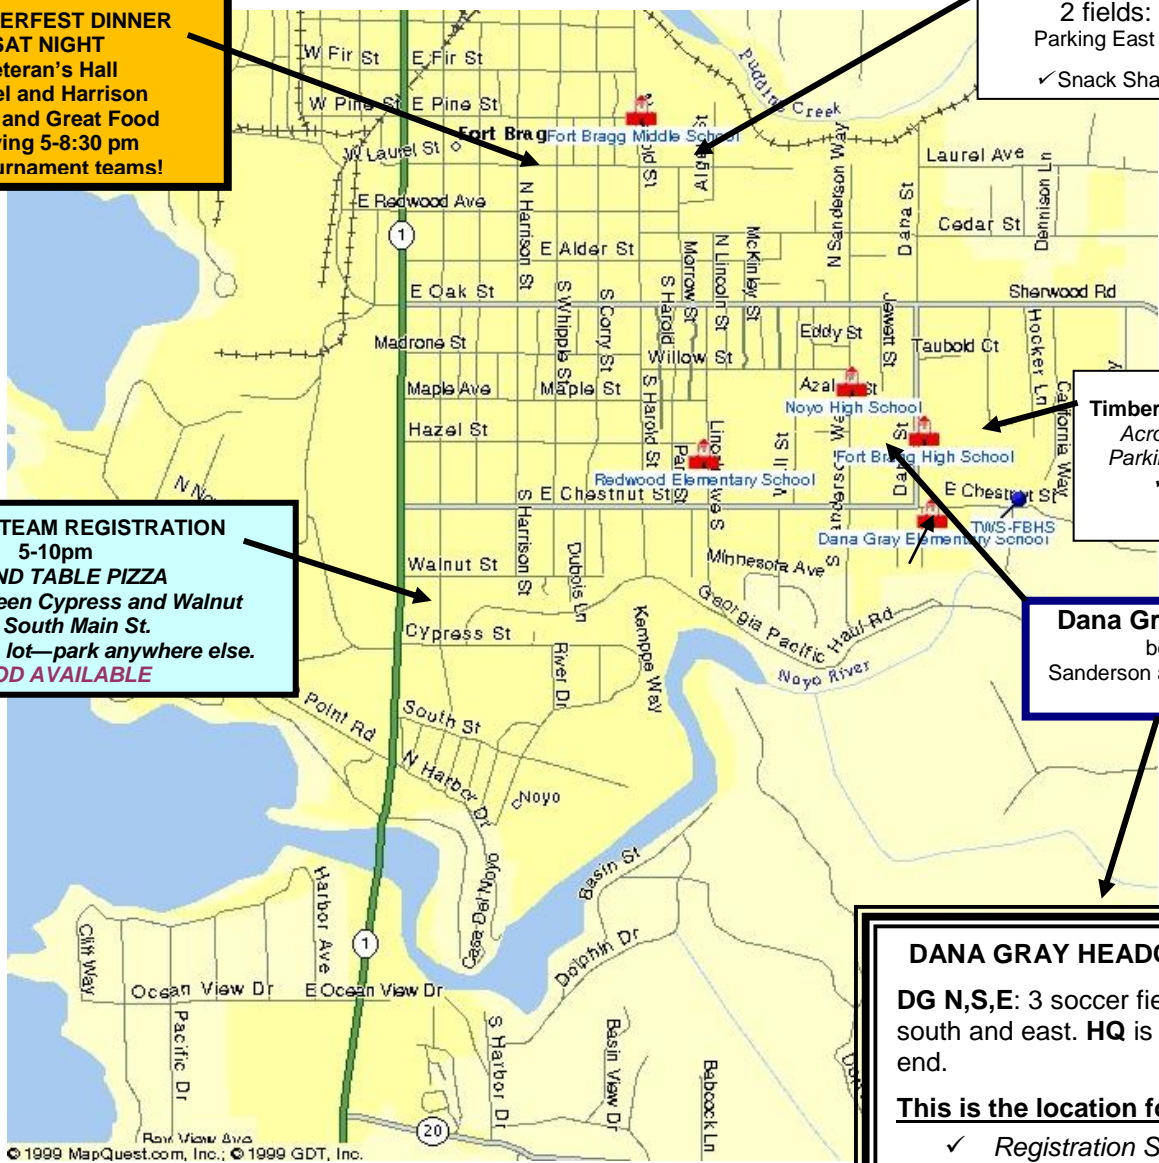 ERFEST DINNER
SAT NIGHT
eteran's Hall
el and Harrison
and Great Food
ving 5-8:30 pm
urnament teams!
2 fields:
Parking East
✓ Snack Sha
W Fir St
E Fir St
Pudding Creek
W Pine St
E Pine St
Fort Brag
Fort Bragg Middle School
old St
W Laurel St
Laurel Ave
E Redwood Ave
N Harrison St
N Sanderson Way
Dana St
Cedar St
Dennison Ln
1
E Alder St
Morrow St
N Lincoln St
McKinley St
E Oak St
S Whipple St
S Corry St
S Harold
Sherwood Rd
Madrone St
Willow St
Eddy St
Jewett St
Taubold Ct
Hooker Ln
Maple Ave
Maple St
Noyo High School
California Way
Timber
Acro
Parki
Hazel St
S Harold St
Fort Bragg High School
Redwood Elementary School
E Chestnut St
E Chestnut St
TWS-FBHS
Dana Gray Elementary School
TEAM REGISTRATION
5-10pm
ND TABLE PIZZA
een Cypress and Walnut
South Main St.
lot—park anywhere else.
OD AVAILABLE
S Harrison St
Walnut St
Dubois Ln
Minnesota Ave
Georgia Pacific Haul Rd
Cypress St
River Dr
Kemppe Way
Noyo River
Dana Gr
be
Sanderson a
Point Rd
South St
N Harbor Dr
Noyo
Casa Del Noyo
Basin St
Harbor Ave
1
Dolphin Dr
Cliff Way
Ocean View Dr
E Ocean View Dr
Pacific Dr
S Harbor Dr
Basin View Dr
Babcock Ln
DANA GRAY HEADQ
DG N,S,E: 3 soccer fie
south and east. HQ is
end.
This is the location fo
✓ Registration S
20
Bay View Ave
© 1999 MapQuest.com, Inc.; © 1999 GDT, Inc.